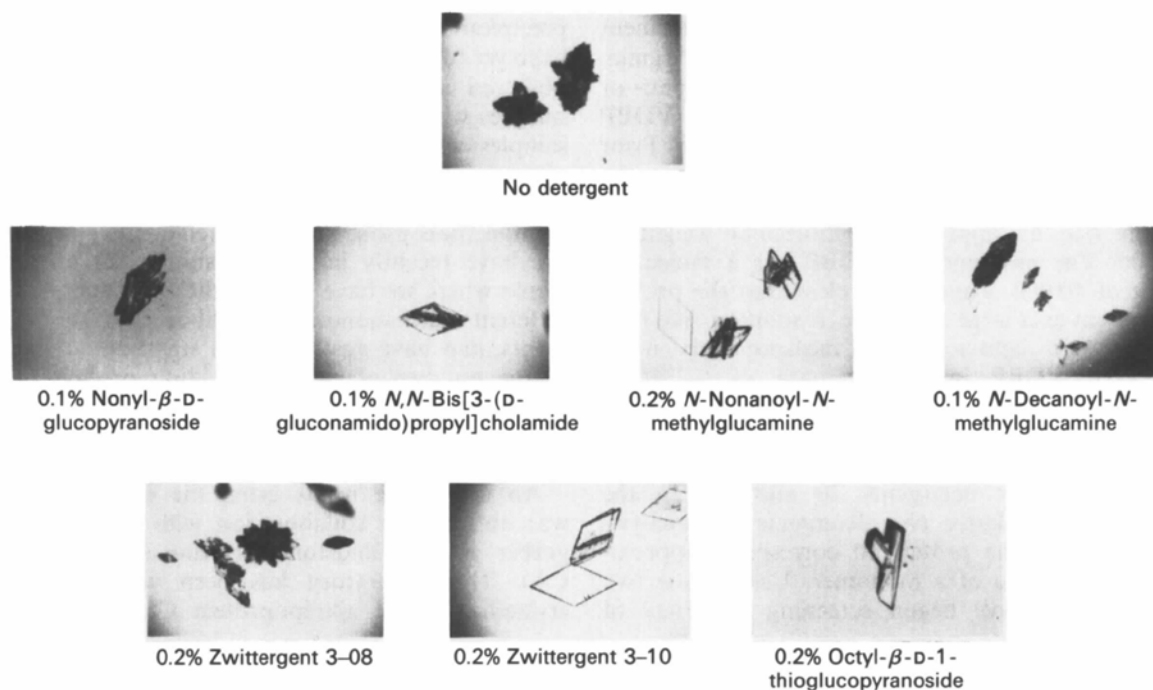 No detergent
0.1% Nonyl-β-D-
glucopyranoside
0.1% N,N-Bis[3-(D-
gluconamido)propyl]cholamide
0.2% N-Nonanoyl-N-
methylglucamine
0.1% N-Decanoyl-N-
methylglucamine
0.2% Zwittergent 3–08
0.2% Zwittergent 3–10
0.2% Octyl-β-D-1-
thioglucopyranoside